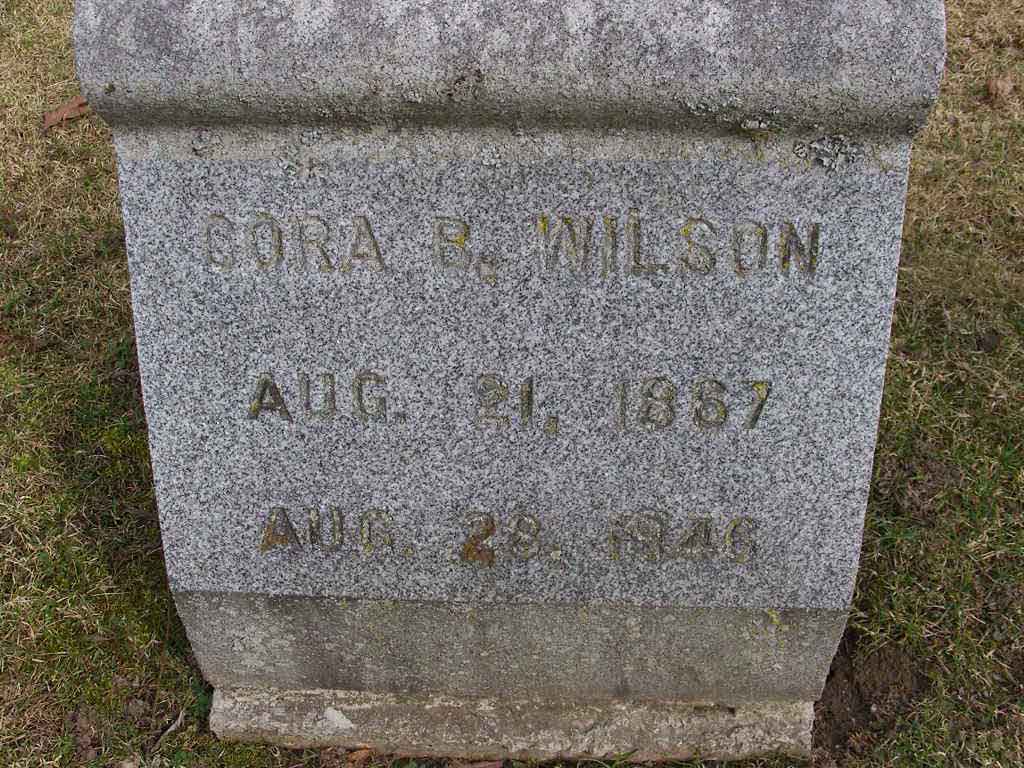 CORA B. WILSON
AUG. 21, 1867
AUG. 28. 1946